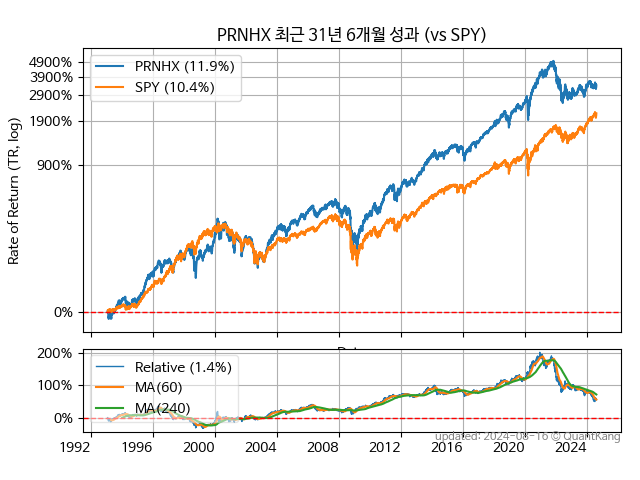 PRNHX 최근 31년 6개월 성과 (vs SPY)
Rate of Return (TR, log)
4900%
3900%
2900%
1900%
900%
0%
PRNHX (11.9%)
SPY (10.4%)
200%
100%
0%
Relative (1.4%)
MA(60)
MA(240)
1992 1996 2000 2004 2008 2012 2016 2020 2024
updated: 2024-08-16 © QuantKang